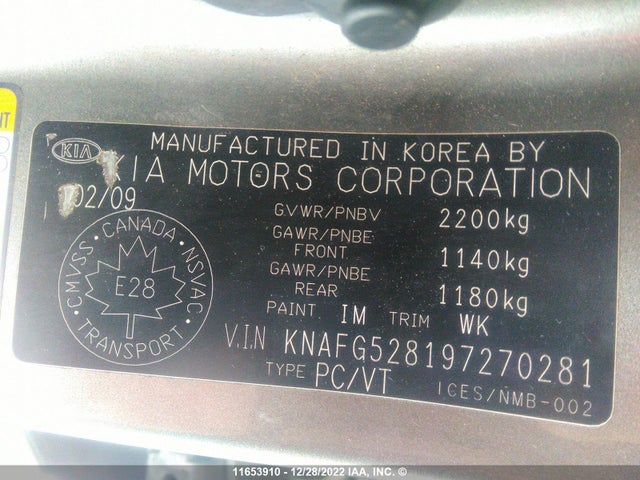 NT
KIA
MANUFACTURED IN KOREA BY
KIA MOTORS CORPORATION
02/09
GVWR/PNBV 2200kg
GAWR/PNBE FRONT 1140kg
GAWR/PNBE REAR 1180kg
PAINT IM TRIM WK
CMVSS · CANADA · NSVAC
E28
TRANSPORT
V.I.N KNAFG528197270281
TYPE PC/VT
ICES/NMB-002
11653910 - 12/28/2022 IAA, INC. ©